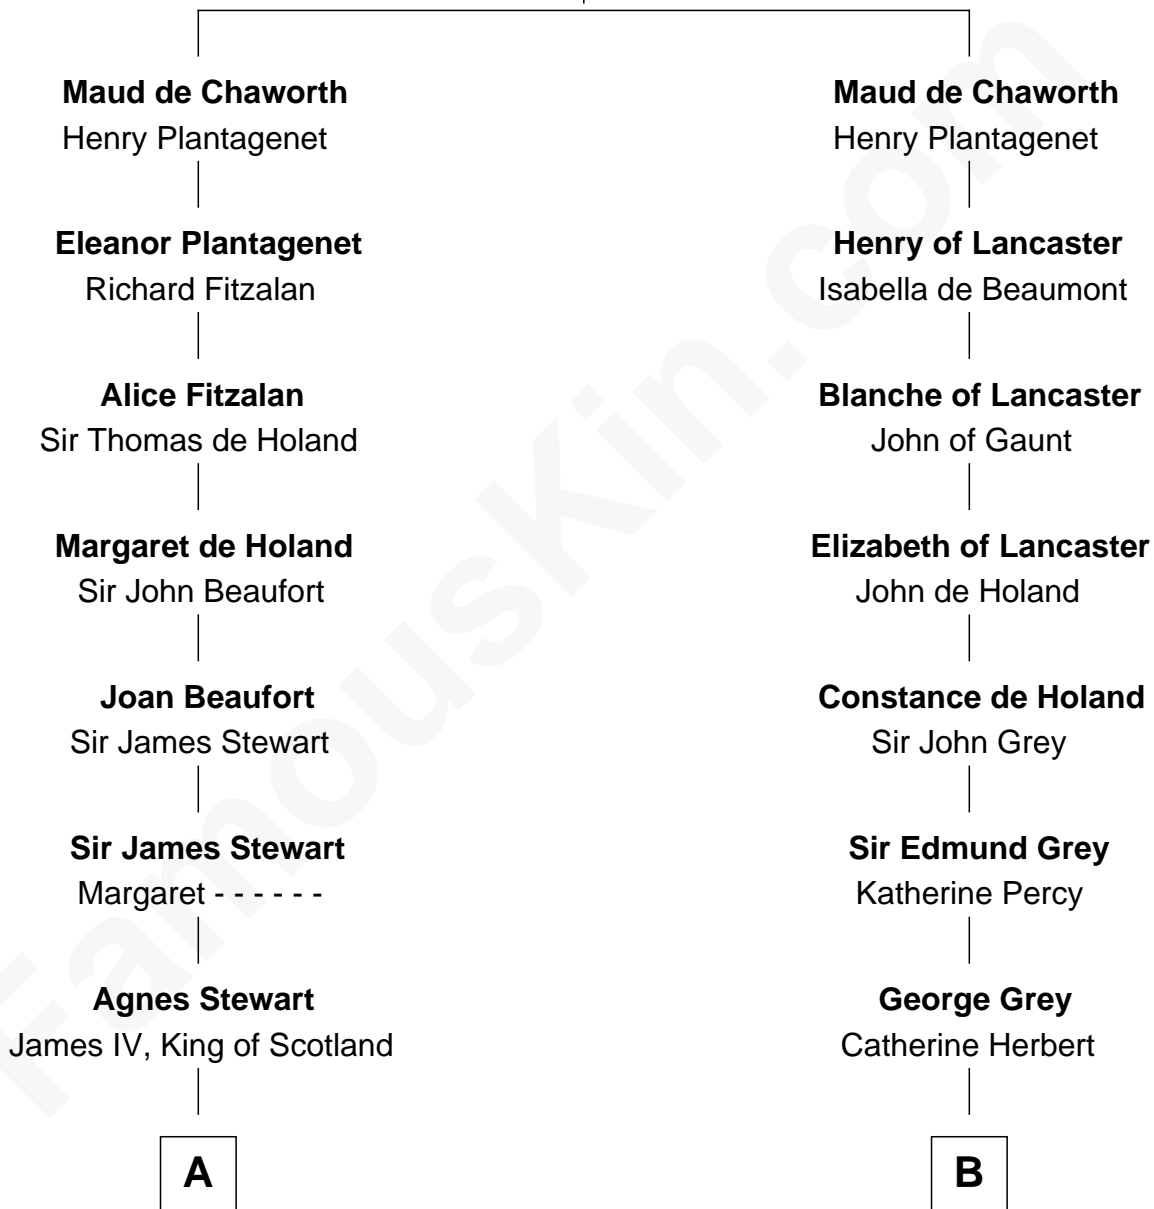 Maud de Chaworth
Henry Plantagenet
Eleanor Plantagenet
Richard Fitzalan
Alice Fitzalan
Sir Thomas de Holand
Margaret de Holand
Sir John Beaufort
Joan Beaufort
Sir James Stewart
Sir James Stewart
Margaret - - - - - -
Agnes Stewart
James IV, King of Scotland
A
Maud de Chaworth
Henry Plantagenet
Henry of Lancaster
Isabella de Beaumont
Blanche of Lancaster
John of Gaunt
Elizabeth of Lancaster
John de Holand
Constance de Holand
Sir John Grey
Sir Edmund Grey
Katherine Percy
George Grey
Catherine Herbert
B
FamousKin.com